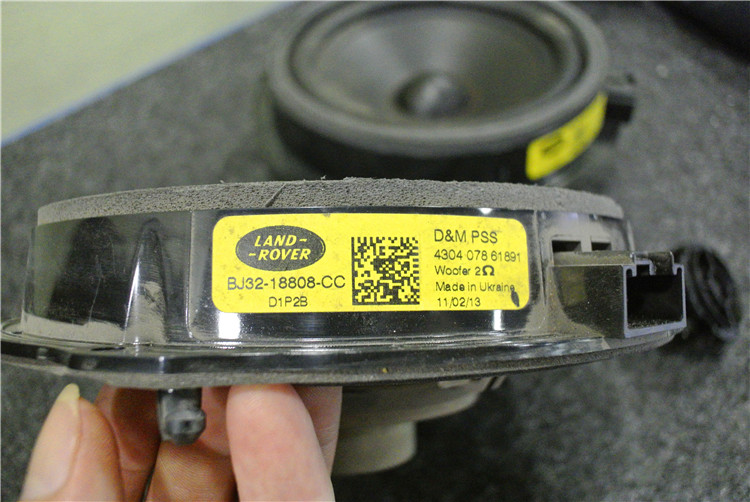 LAND-
-ROVER
BJ32-18808-CC
D1P2B
D&M PSS
4304 078 61891
Woofer 2Ω
Made in Ukraine
11/02/13